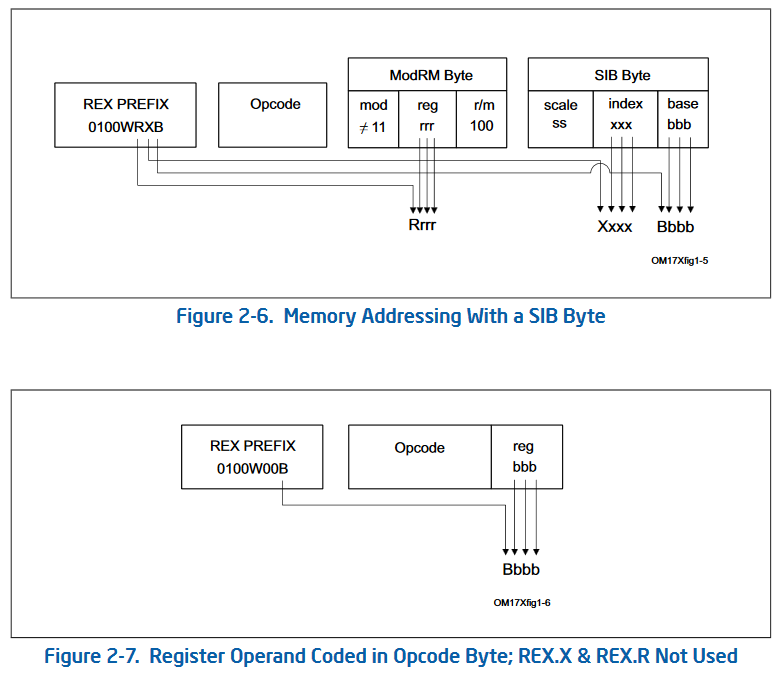 ModRM Byte
SIB Byte
REX PREFIX
0100WRXB
Opcode
mod
≠ 11
reg
rrr
r/m
100
scale
ss
index
xxx
base
bbb
Rrrr
Xxxx
Bbbb
OM17Xfig1-5
Figure 2-6. Memory Addressing With a SIB Byte
REX PREFIX
0100W00B
Opcode
reg
bbb
Bbbb
OM17Xfig1-6
Figure 2-7. Register Operand Coded in Opcode Byte; REX.X & REX.R Not Used